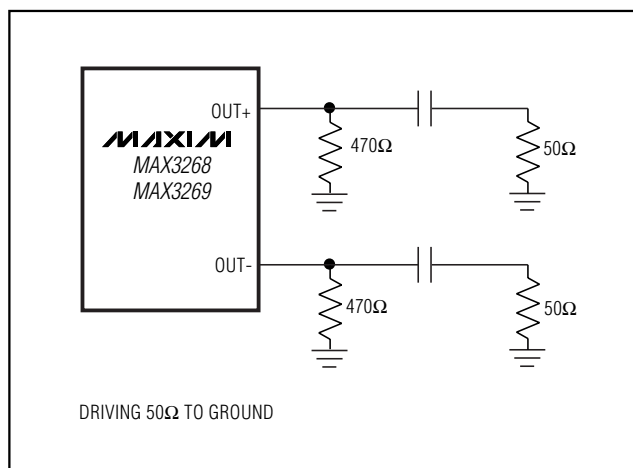 OUT+
MAXIM
MAX3268
MAX3269
470Ω
50Ω
OUT-
470Ω
50Ω
DRIVING 50Ω TO GROUND